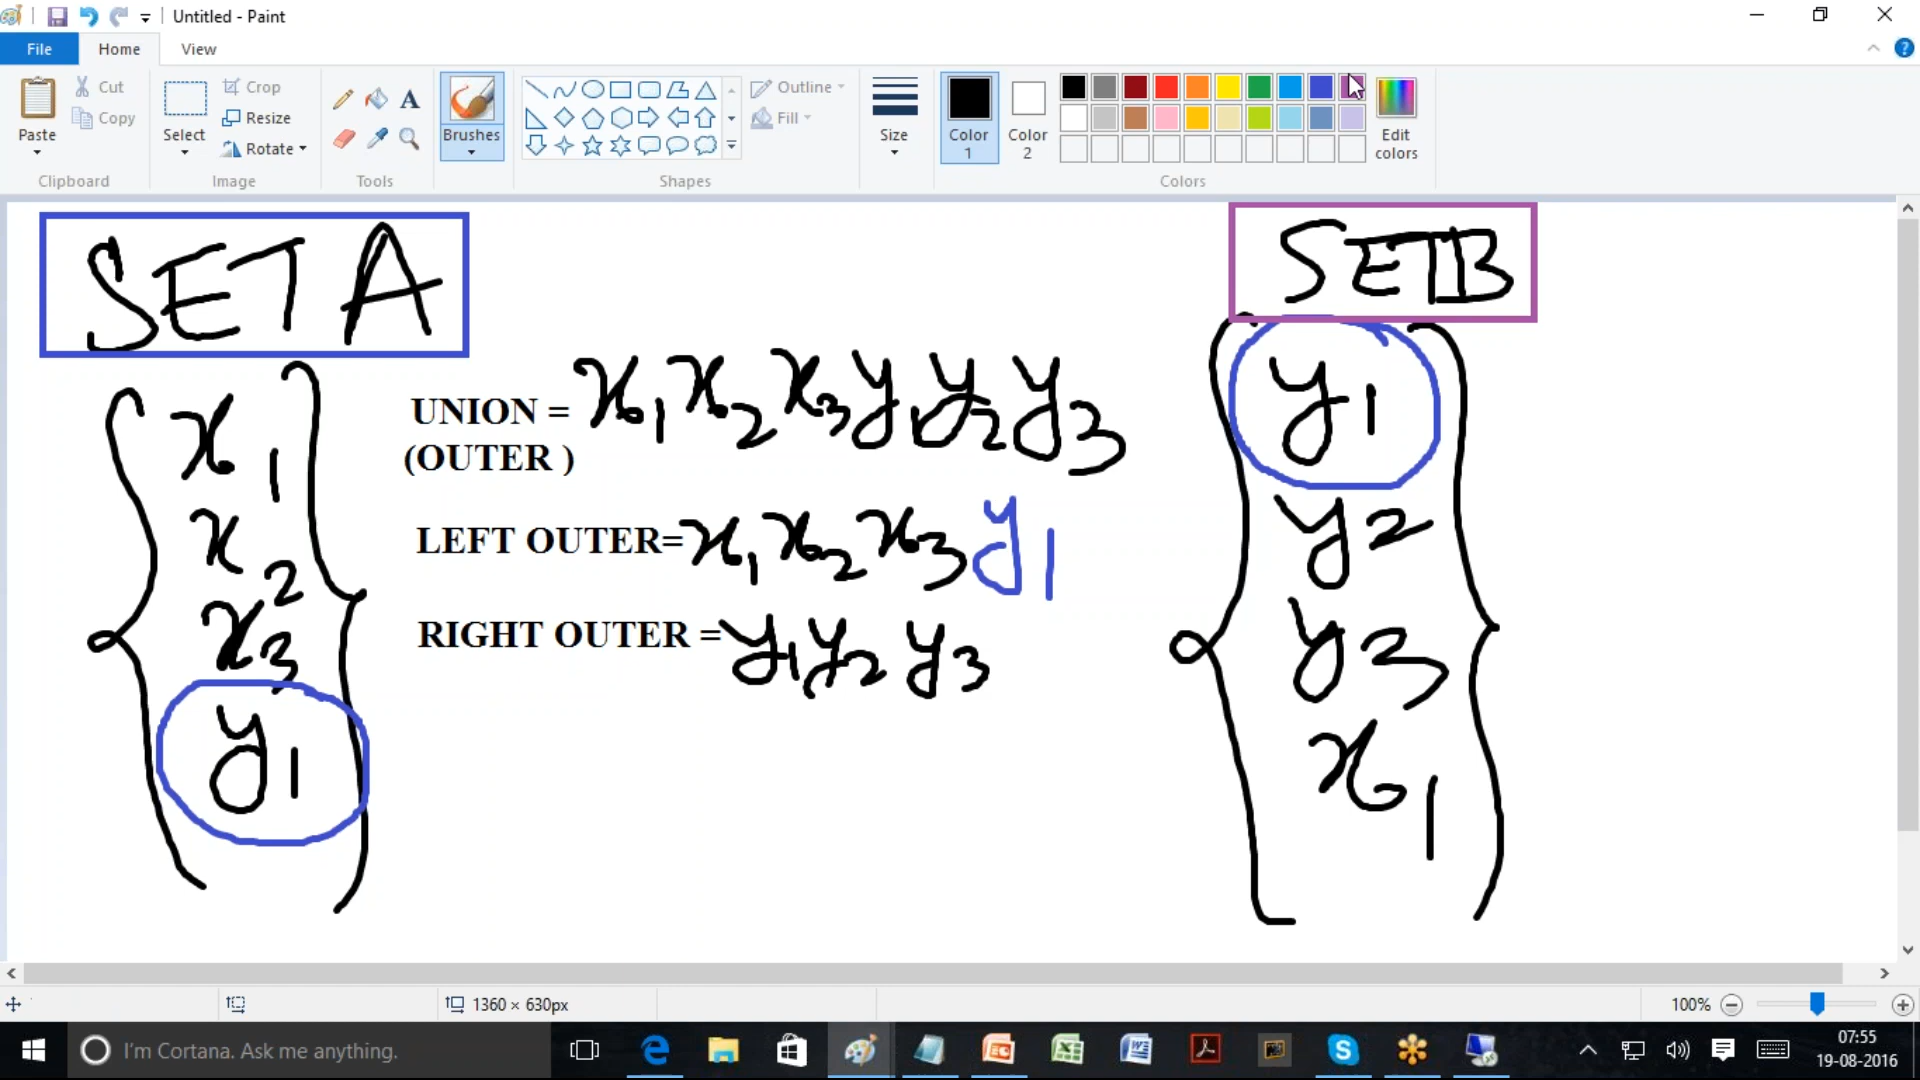 Untitled - Paint
File Home View
Paste Cut Copy Select Crop Resize Rotate Brushes Outline Fill Size Color 1 Color 2 Edit colors
Clipboard Image Tools Shapes Colors
SET A
x1
x2
x3
y1
UNION = x1 x2 x3 y1 y2 y3
(OUTER )
LEFT OUTER= x1 x2 x3 y1
RIGHT OUTER = y1 y2 y3
SET B
y1
y2
y3
x1
1360 × 630px
100%
I'm Cortana. Ask me anything.
07:55
19-08-2016